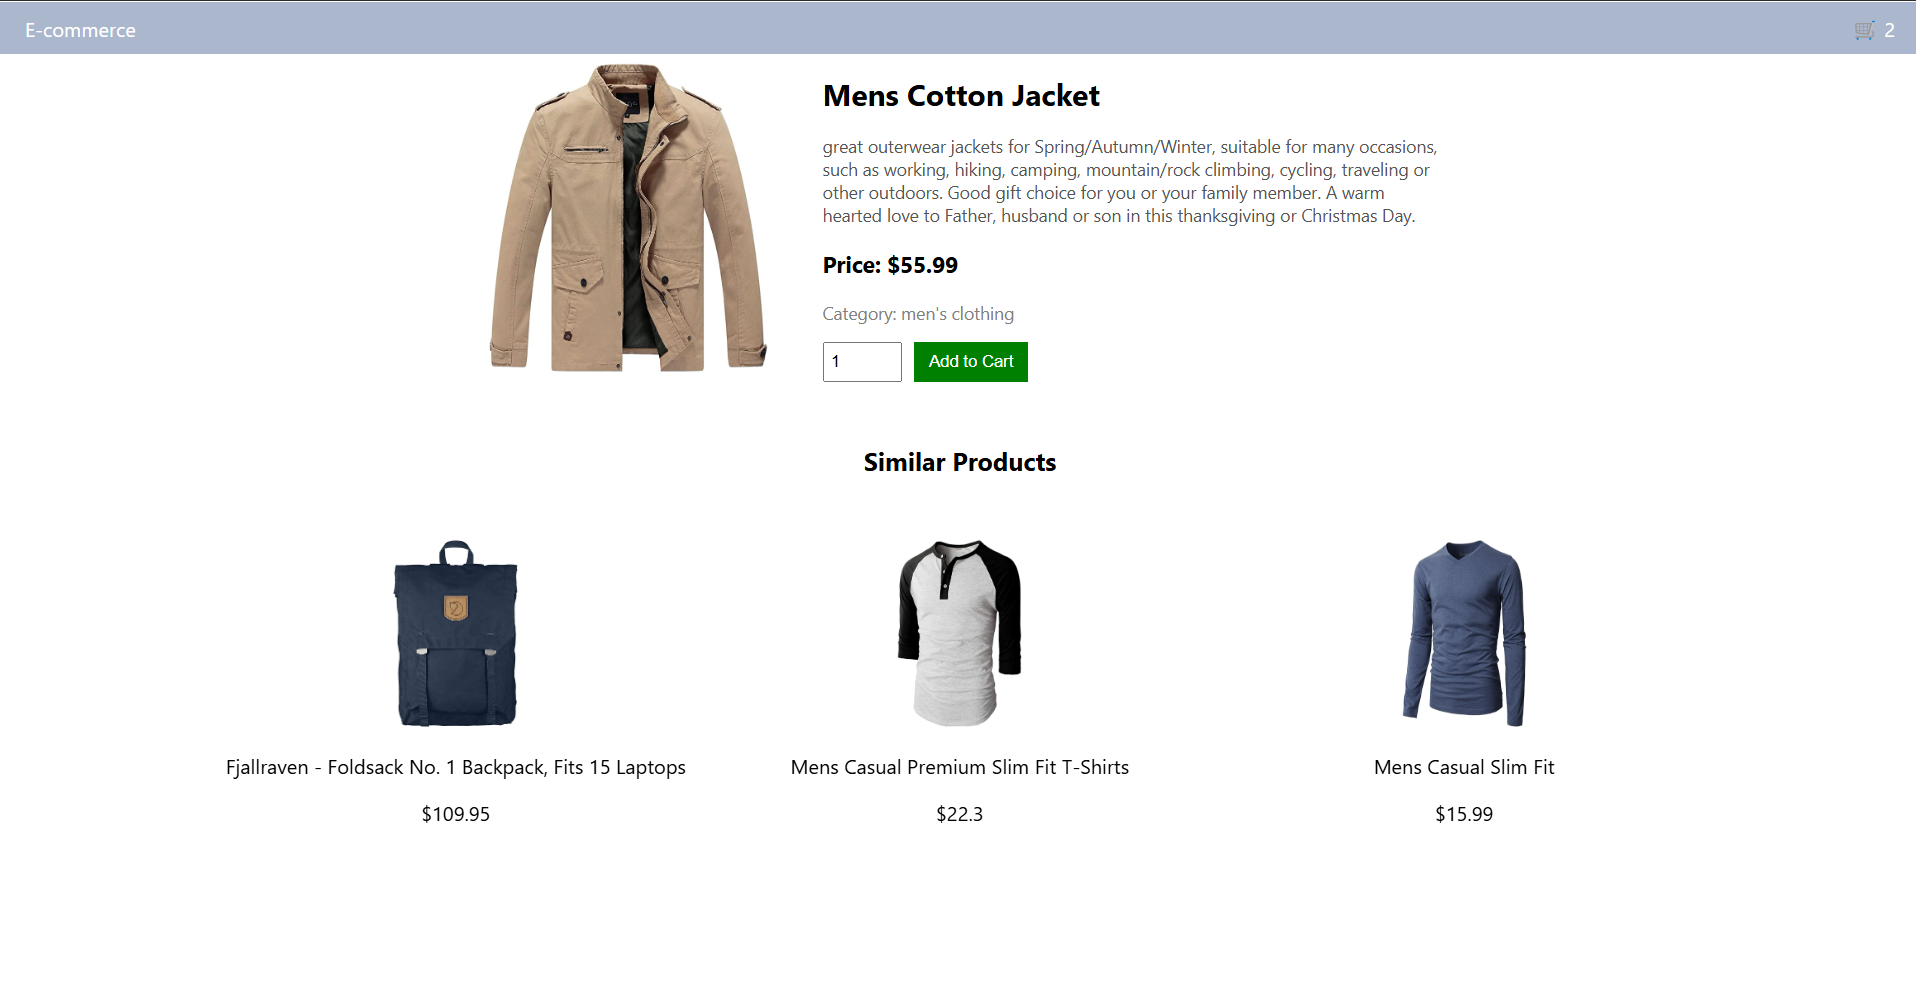 E-commerce
2
Mens Cotton Jacket
great outerwear jackets for Spring/Autumn/Winter, suitable for many occasions,
such as working, hiking, camping, mountain/rock climbing, cycling, traveling or
other outdoors. Good gift choice for you or your family member. A warm
hearted love to Father, husband or son in this thanksgiving or Christmas Day.
Price: $55.99
Category: men's clothing
1
Add to Cart
Similar Products
Fjallraven - Foldsack No. 1 Backpack, Fits 15 Laptops
Mens Casual Premium Slim Fit T-Shirts
Mens Casual Slim Fit
$109.95
$22.3
$15.99